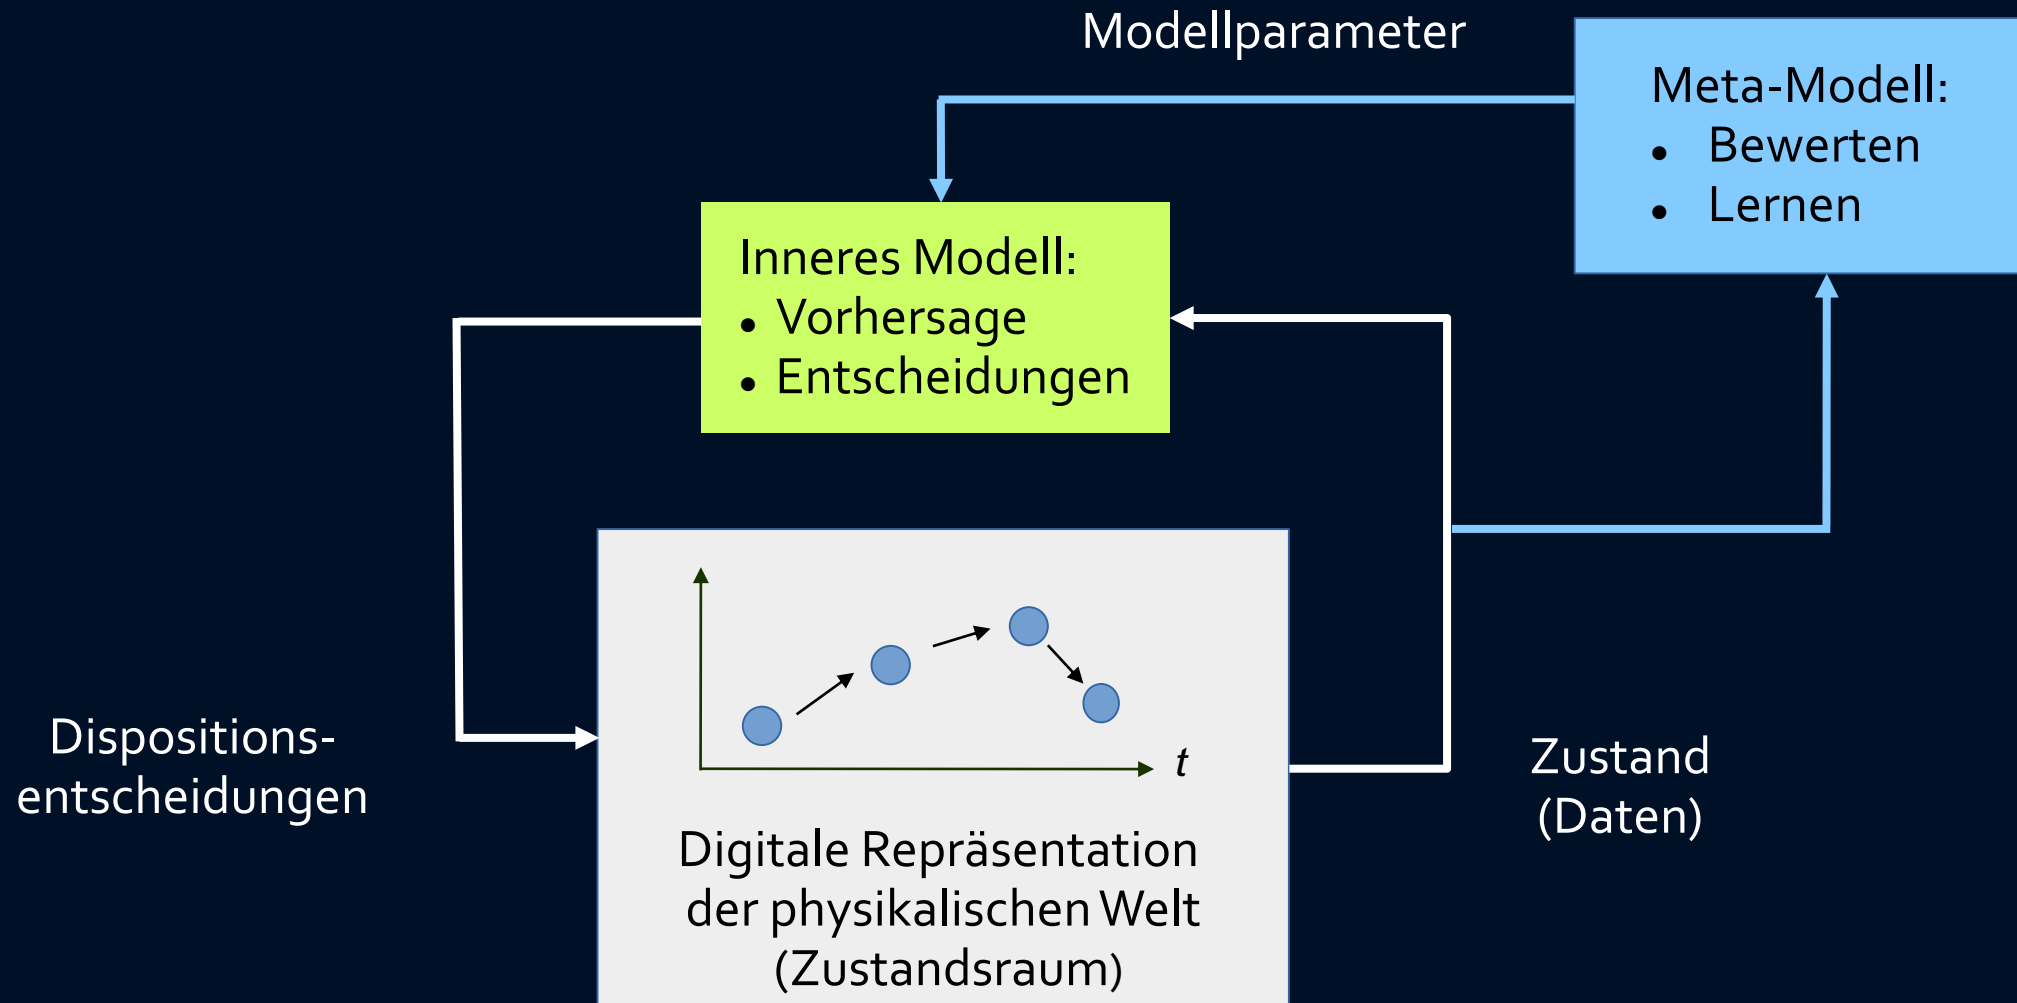 Modellparameter
Meta-Modell:
• Bewerten
• Lernen
Inneres Modell:
• Vorhersage
• Entscheidungen
Dispositions-
entscheidungen
t
Digitale Repräsentation
der physikalischen Welt
(Zustandsraum)
Zustand
(Daten)